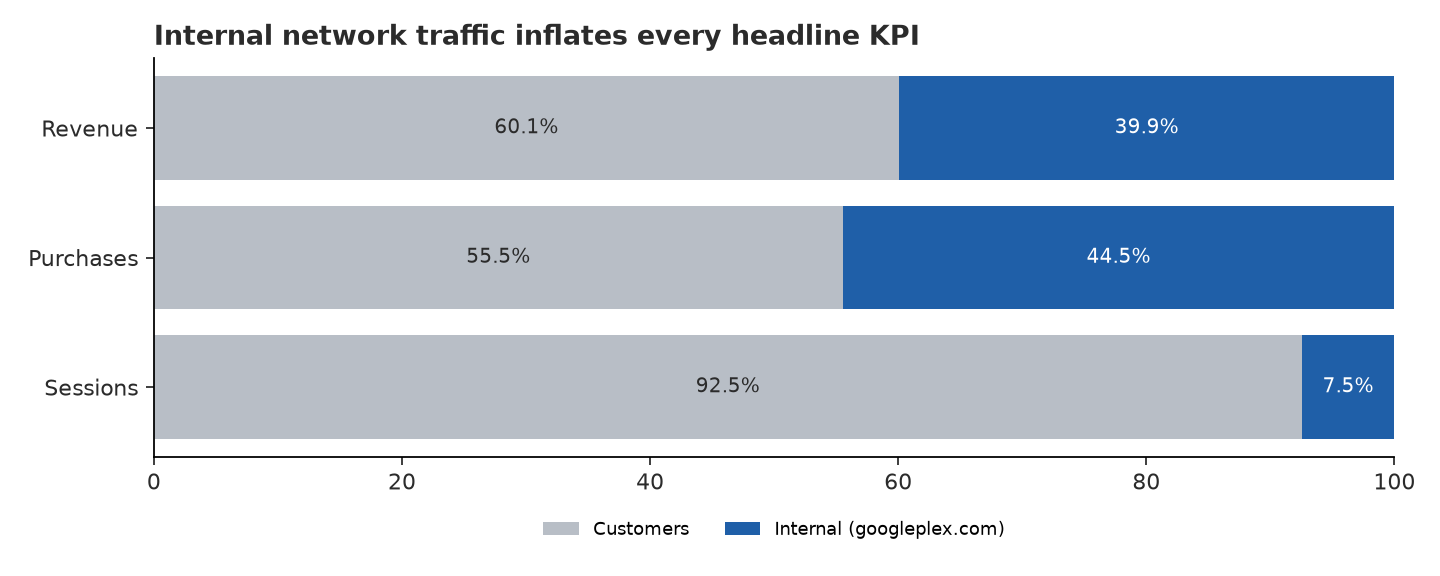 Internal network traffic inflates every headline KPI
Revenue
60.1%
39.9%
Purchases
55.5%
44.5%
Sessions
92.5%
7.5%
0 20 40 60 80 100
Customers Internal (googleplex.com)